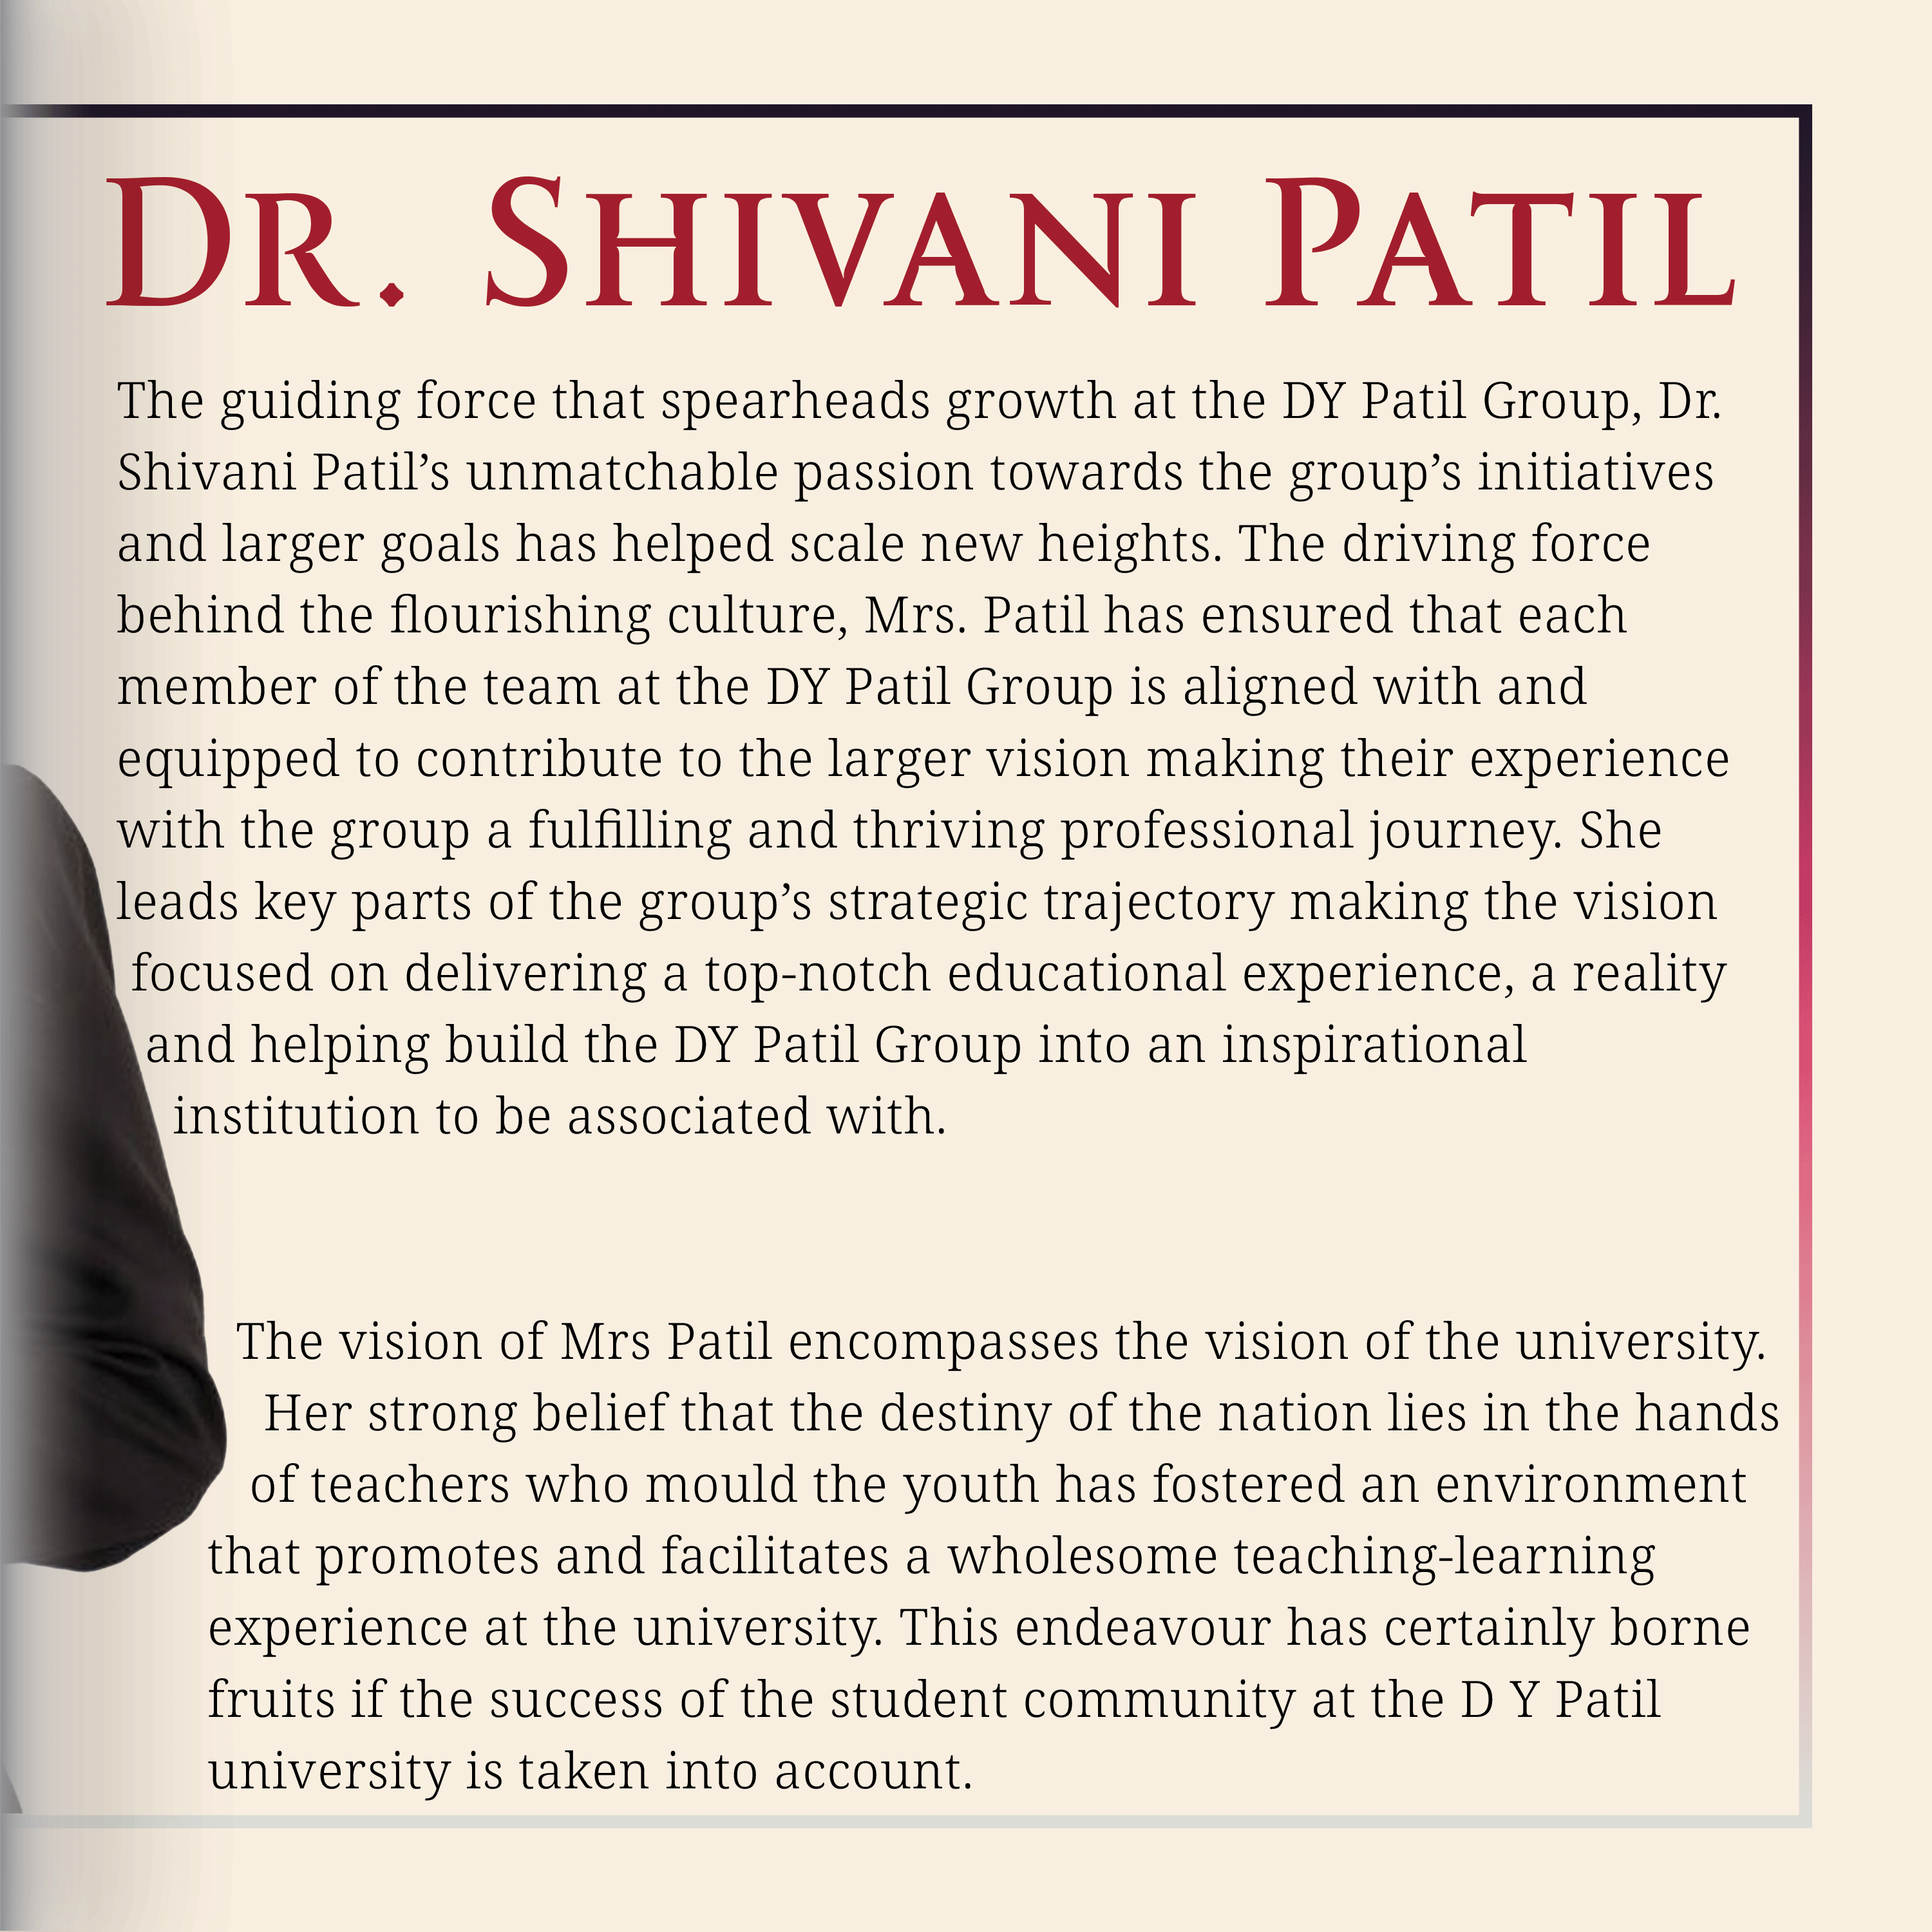 DR. SHIVANI PATIL
The guiding force that spearheads growth at the DY Patil Group, Dr.
Shivani Patil’s unmatchable passion towards the group’s initiatives
and larger goals has helped scale new heights. The driving force
behind the flourishing culture, Mrs. Patil has ensured that each
member of the team at the DY Patil Group is aligned with and
equipped to contribute to the larger vision making their experience
with the group a fulfilling and thriving professional journey. She
leads key parts of the group’s strategic trajectory making the vision
focused on delivering a top-notch educational experience, a reality
and helping build the DY Patil Group into an inspirational
institution to be associated with.
The vision of Mrs Patil encompasses the vision of the university.
Her strong belief that the destiny of the nation lies in the hands
of teachers who mould the youth has fostered an environment
that promotes and facilitates a wholesome teaching-learning
experience at the university. This endeavour has certainly borne
fruits if the success of the student community at the D Y Patil
university is taken into account.